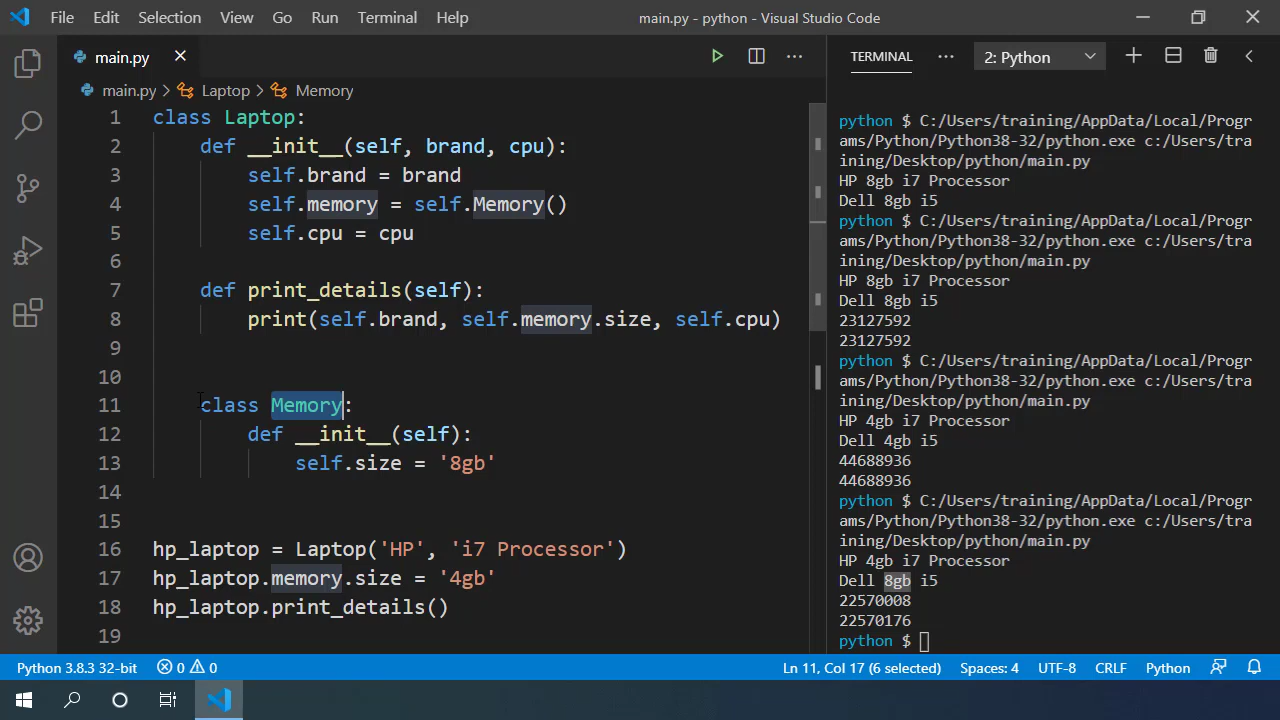 File Edit Selection View Go Run Terminal Help main.py - python - Visual Studio Code
main.py
main.py > Laptop > Memory
1 class Laptop:
2     def __init__(self, brand, cpu):
3         self.brand = brand
4         self.memory = self.Memory()
5         self.cpu = cpu
6
7     def print_details(self):
8         print(self.brand, self.memory.size, self.cpu)
9
10
11     class Memory:
12         def __init__(self):
13             self.size = '8gb'
14
15
16 hp_laptop = Laptop('HP', 'i7 Processor')
17 hp_laptop.memory.size = '4gb'
18 hp_laptop.print_details()
19
TERMINAL ... 2: Python
python $ C:/Users/training/AppData/Local/Progr
ams/Python/Python38-32/python.exe c:/Users/tra
ining/Desktop/python/main.py
HP 8gb i7 Processor
Dell 8gb i5
python $ C:/Users/training/AppData/Local/Progr
ams/Python/Python38-32/python.exe c:/Users/tra
ining/Desktop/python/main.py
HP 8gb i7 Processor
Dell 8gb i5
23127592
23127592
python $ C:/Users/training/AppData/Local/Progr
ams/Python/Python38-32/python.exe c:/Users/tra
ining/Desktop/python/main.py
HP 4gb i7 Processor
Dell 4gb i5
44688936
44688936
python $ C:/Users/training/AppData/Local/Progr
ams/Python/Python38-32/python.exe c:/Users/tra
ining/Desktop/python/main.py
HP 4gb i7 Processor
Dell 8gb i5
22570008
22570176
python $
Python 3.8.3 32-bit 0 0 Ln 11, Col 17 (6 selected) Spaces: 4 UTF-8 CRLF Python